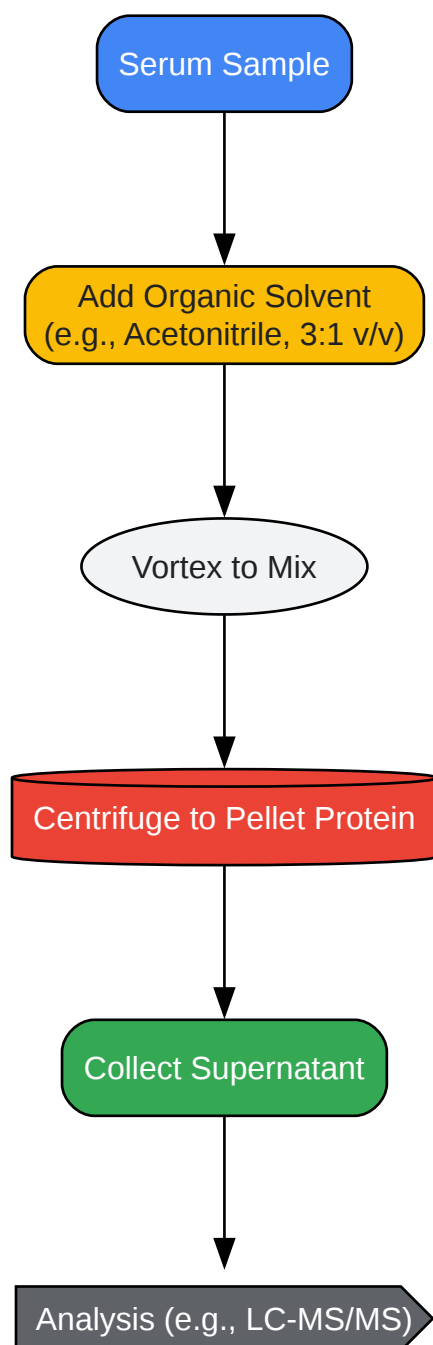 Serum Sample
Add Organic Solvent
(e.g., Acetonitrile, 3:1 v/v)
Vortex to Mix
Centrifuge to Pellet Protein
Collect Supernatant
Analysis (e.g., LC-MS/MS)